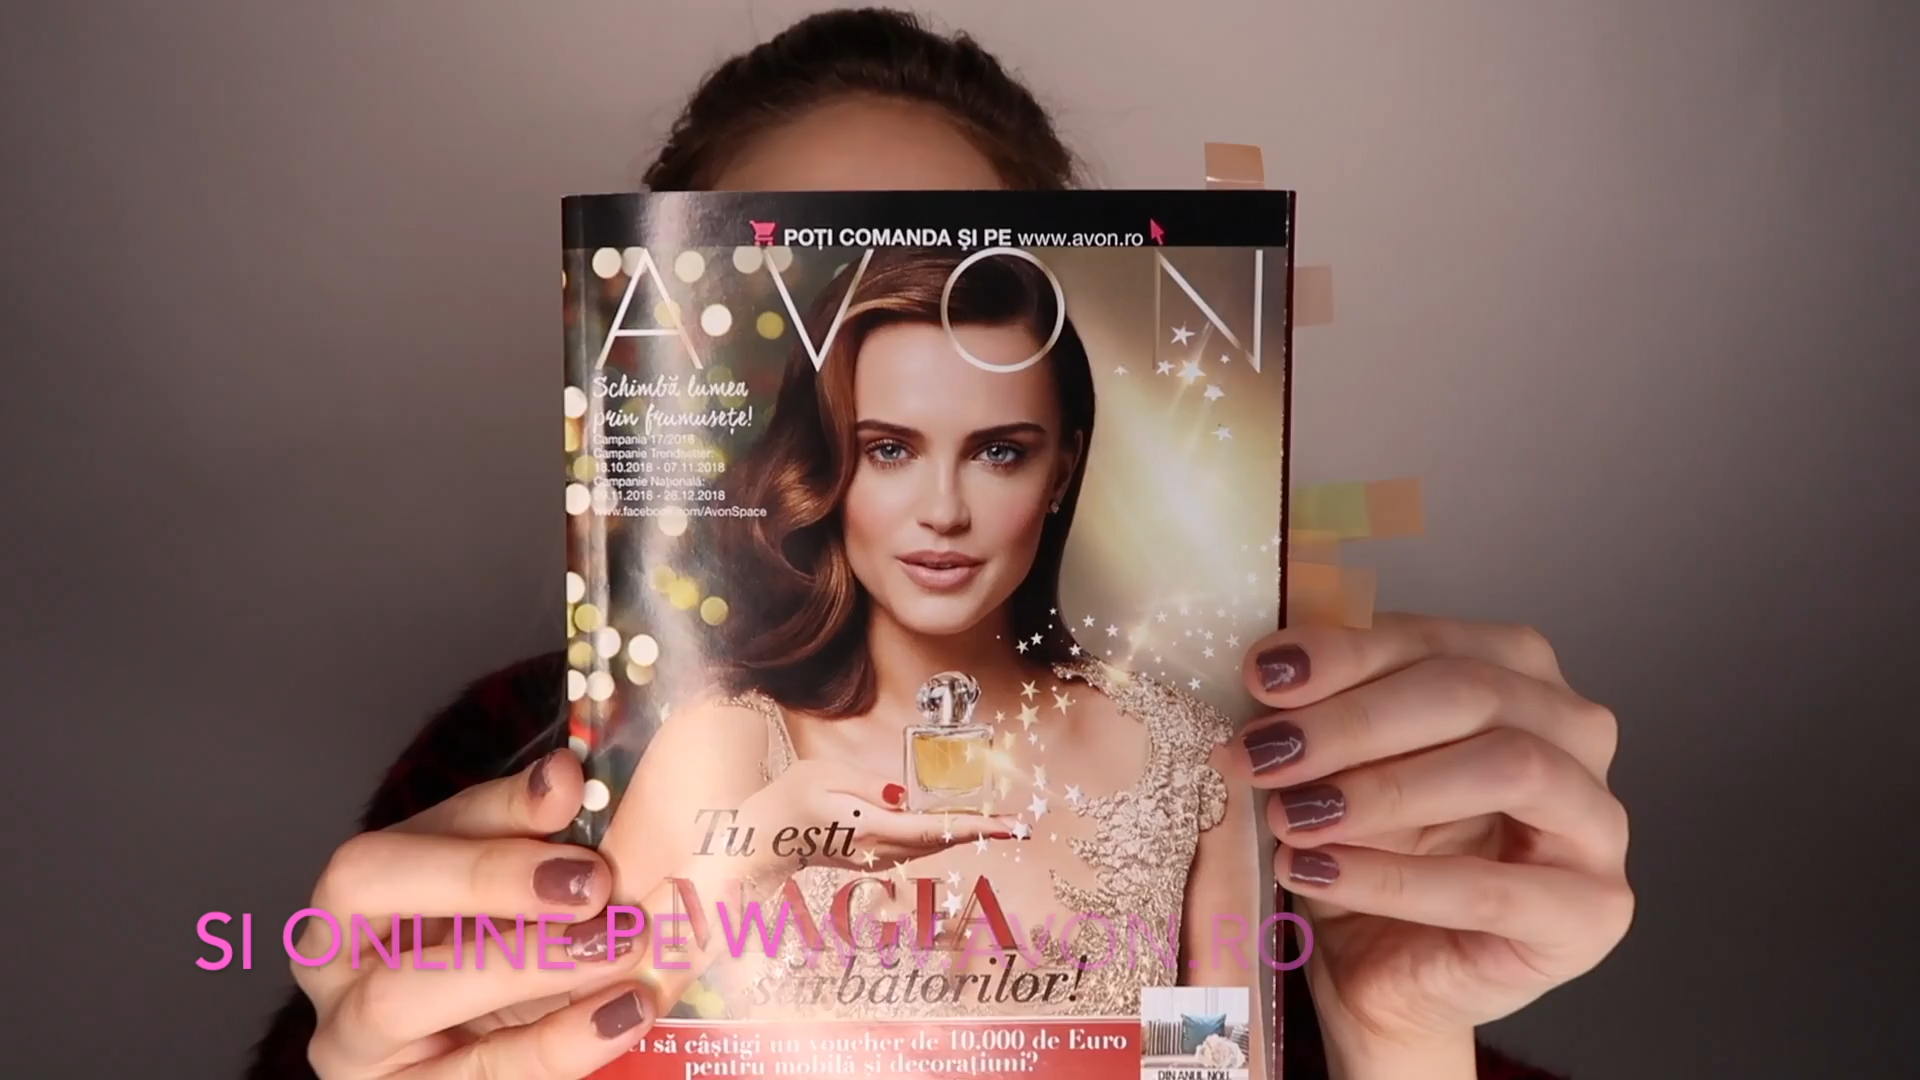 POȚI COMANDA ȘI PE www.avon.ro
AVON
Schimbă lumea
prin frumusețe!
Campania 17/2018
Campanie Trendsetter:
18.10.2018 - 07.11.2018
Campanie Națională:
29.11.2018 - 26.12.2018
www.facebook.com/AvonSpace
Tu ești
MAGIA
sărbătorilor!
SI ONLINE PE WWW.AVON.RO
să câștigi un voucher de 10.000 de Euro
pentru mobilă și decorațiuni?
DIN ANUL NOU